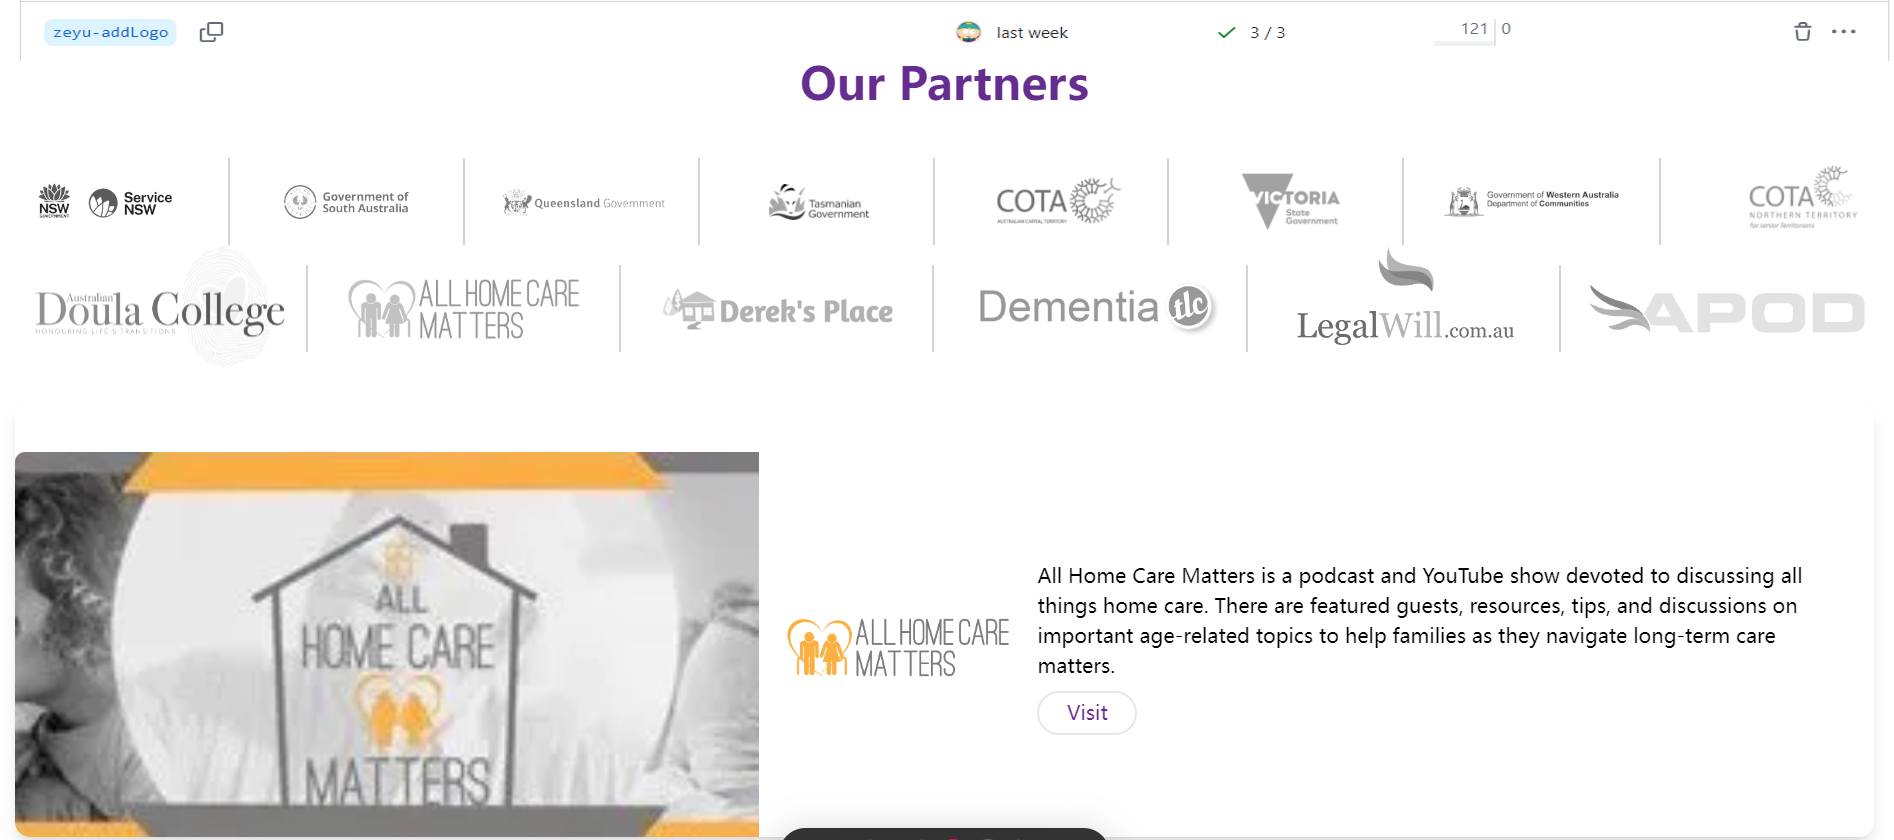 zeyu-addLogo last week 3 / 3 121 0
Our Partners
NSW GOVERNMENT
Service NSW
Government of South Australia
Queensland Government
Tasmanian Government
COTA
AUSTRALIAN CAPITAL TERRITORY
VICTORIA
State Government
Government of Western Australia
Department of Communities
COTA
NORTHERN TERRITORY
for senior Territorians
Australian
Doula College
HONOURING LIFE'S TRANSITIONS
ALL HOME CARE
MATTERS
Derek's Place
Dementia tlc
LegalWill.com.au
APOD
ALL
HOME CARE
MATTERS
ALL HOME CARE
MATTERS
All Home Care Matters is a podcast and YouTube show devoted to discussing all
things home care. There are featured guests, resources, tips, and discussions on
important age-related topics to help families as they navigate long-term care
matters.
Visit